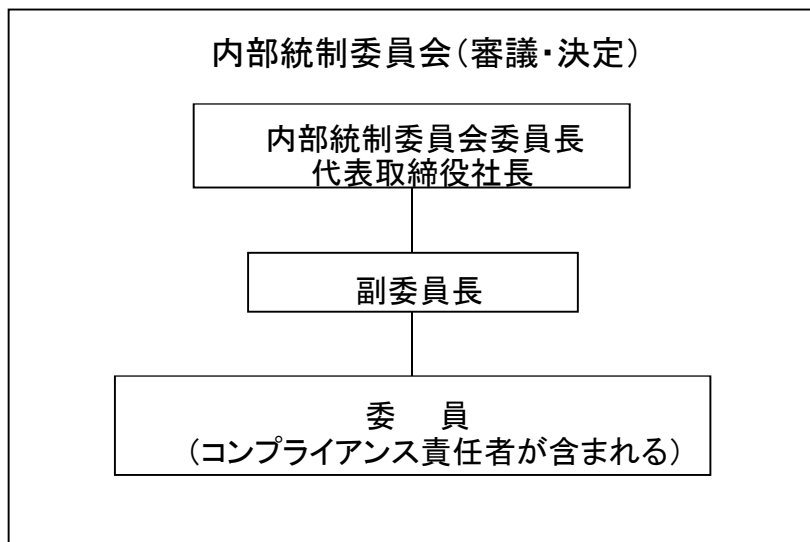 内部統制委員会（審議・決定）
内部統制委員会委員長
代表取締役社長
副委員長
委　員
（コンプライアンス責任者が含まれる）